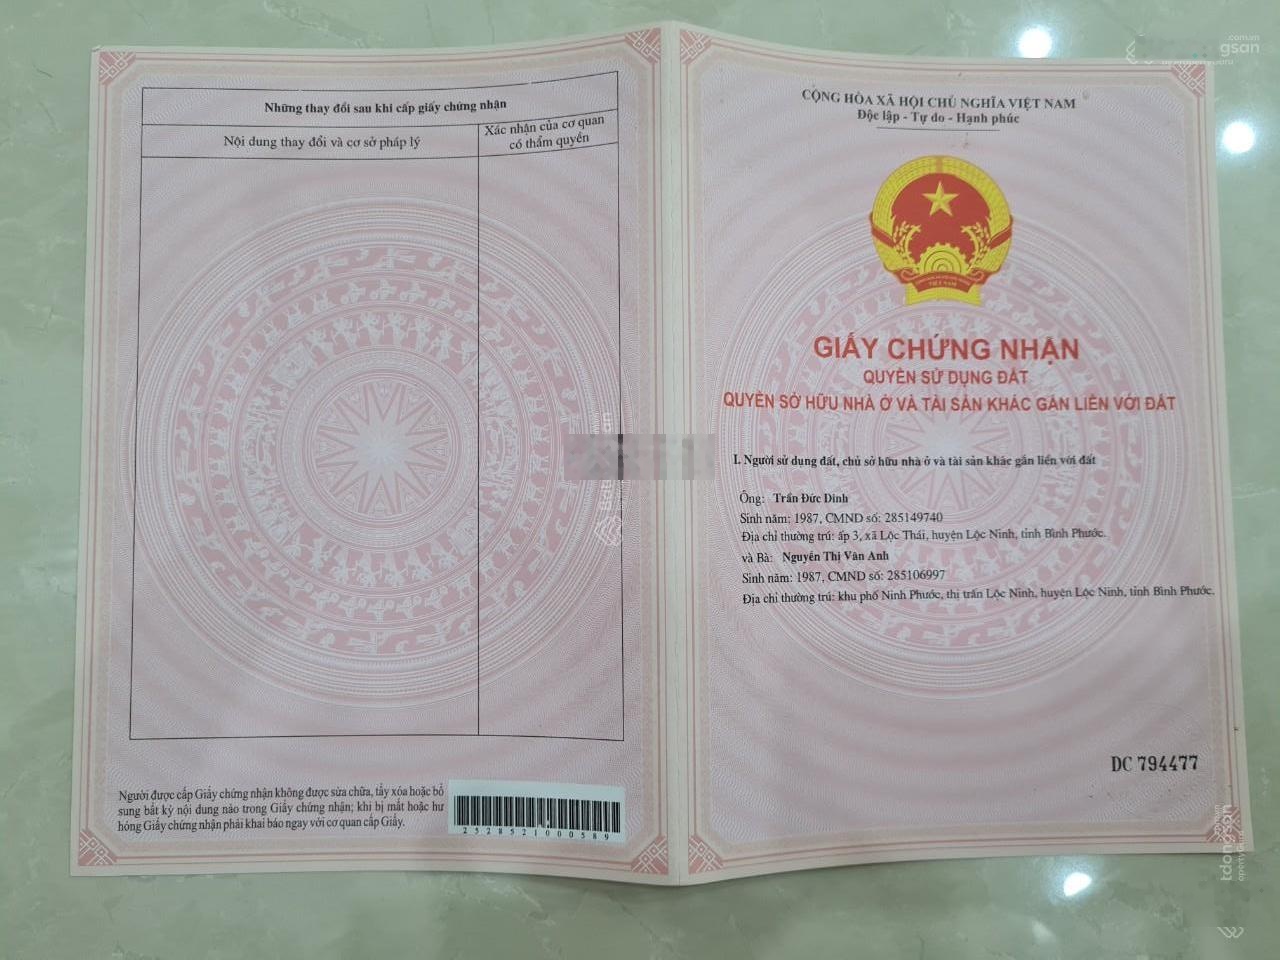 Những thay đổi sau khi cấp giấy chứng nhận
Nội dung thay đổi và cơ sở pháp lý
Xác nhận của cơ quan
có thẩm quyền
Người được cấp Giấy chứng nhận không được sửa chữa, tẩy xóa hoặc bổ
sung bất kỳ nội dung nào trong Giấy chứng nhận; khi bị mất hoặc hư
hỏng Giấy chứng nhận phải khai báo ngay với cơ quan cấp Giấy.
2528521000589
CỘNG HÒA XÃ HỘI CHỦ NGHĨA VIỆT NAM
Độc lập - Tự do - Hạnh phúc
VIỆT NAM
GIẤY CHỨNG NHẬN
QUYỀN SỬ DỤNG ĐẤT
QUYỀN SỞ HỮU NHÀ Ở VÀ TÀI SẢN KHÁC GẮN LIỀN VỚI ĐẤT
I. Người sử dụng đất, chủ sở hữu nhà ở và tài sản khác gắn liền với đất
Ông: Trần Đức Dinh
Sinh năm: 1987, CMND số: 285149740
Địa chỉ thường trú: ấp 3, xã Lộc Thái, huyện Lộc Ninh, tỉnh Bình Phước.
và Bà: Nguyễn Thị Vân Anh
Sinh năm: 1987, CMND số: 285106997
Địa chỉ thường trú: khu phố Ninh Phước, thị trấn Lộc Ninh, huyện Lộc Ninh, tỉnh Bình Phước.
DC 794477